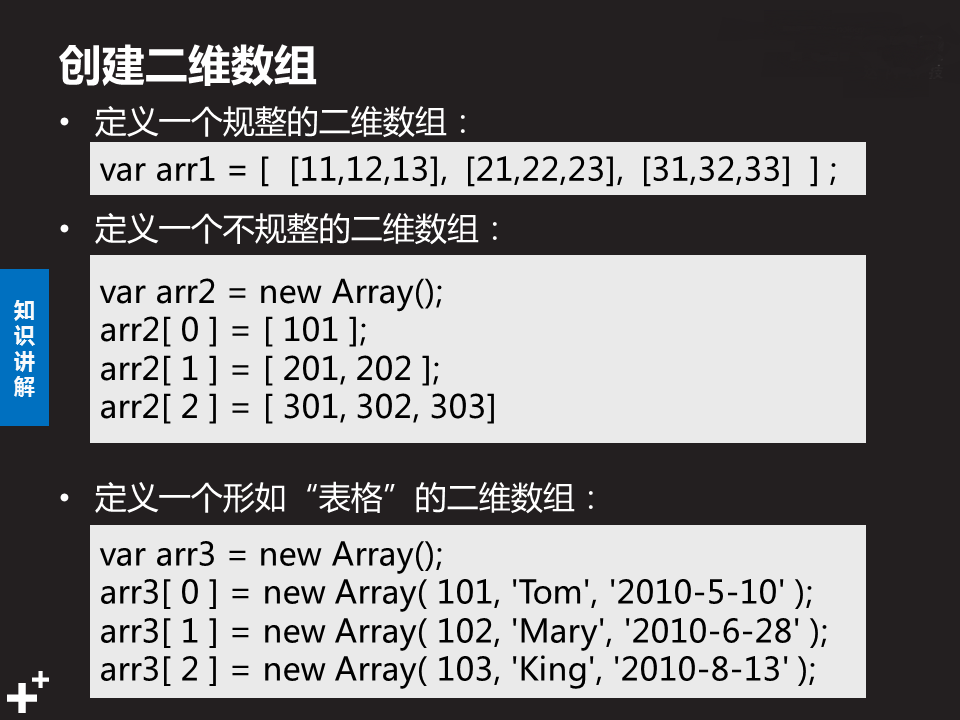 创建二维数组
• 定义一个规整的二维数组：
var arr1 = [ [11,12,13], [21,22,23], [31,32,33] ] ;
• 定义一个不规整的二维数组：
var arr2 = new Array();
arr2[ 0 ] = [ 101 ];
arr2[ 1 ] = [ 201, 202 ];
arr2[ 2 ] = [ 301, 302, 303]
知识讲解
• 定义一个形如“表格”的二维数组：
var arr3 = new Array();
arr3[ 0 ] = new Array( 101, 'Tom', '2010-5-10' );
arr3[ 1 ] = new Array( 102, 'Mary', '2010-6-28' );
arr3[ 2 ] = new Array( 103, 'King', '2010-8-13' );